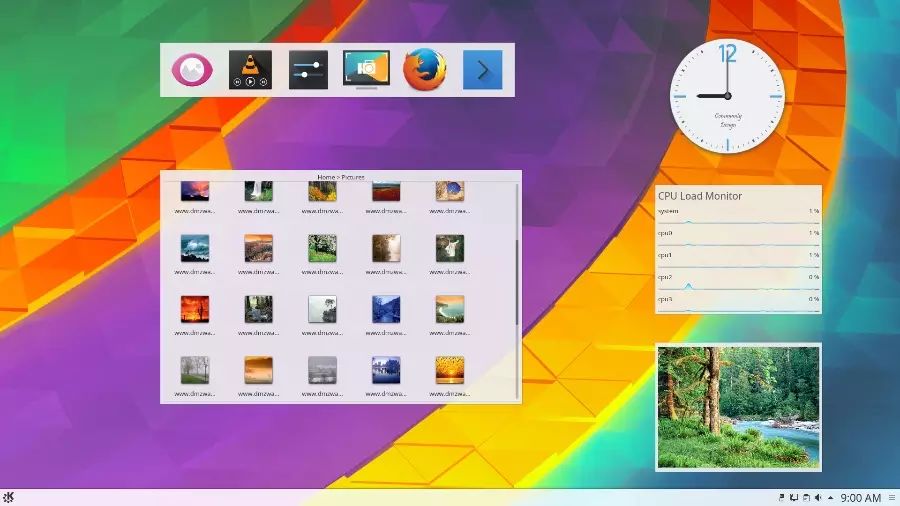 12
Community
Design
Home > Pictures
www.dmzwa... www.dmzwa... www.dmzwa... www.dmzwa... www.dmzwa...
CPU Load Monitor
system 1 %
cpu0 1 %
www.dmzwa... www.dmzwa... www.dmzwa... www.dmzwa... www.dmzwa...
cpu1 1 %
cpu2 0 %
cpu3 0 %
www.dmzwa... www.dmzwa... www.dmzwa... www.dmzwa... www.dmzwa...
www.dmzwa... www.dmzwa... www.dmzwa... www.dmzwa... www.dmzwa...
9:00 AM